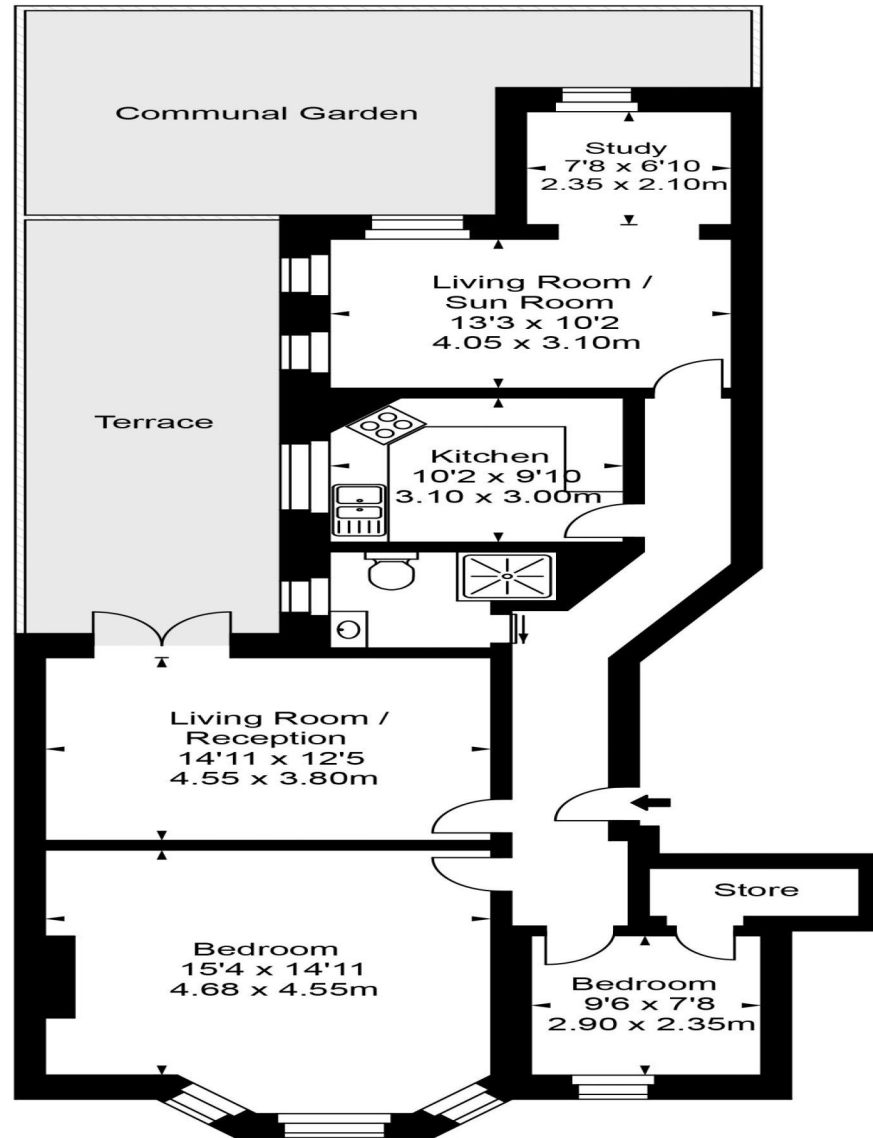 Communal Garden
Study
7'8 x 6'10
2.35 x 2.10m
Living Room /
Sun Room
13'3 x 10'2
4.05 x 3.10m
Terrace
Kitchen
10'2 x 9'10
3.10 x 3.00m
Living Room /
Reception
14'11 x 12'5
4.55 x 3.80m
Store
Bedroom
15'4 x 14'11
4.68 x 4.55m
Bedroom
9'6 x 7'8
2.90 x 2.35m